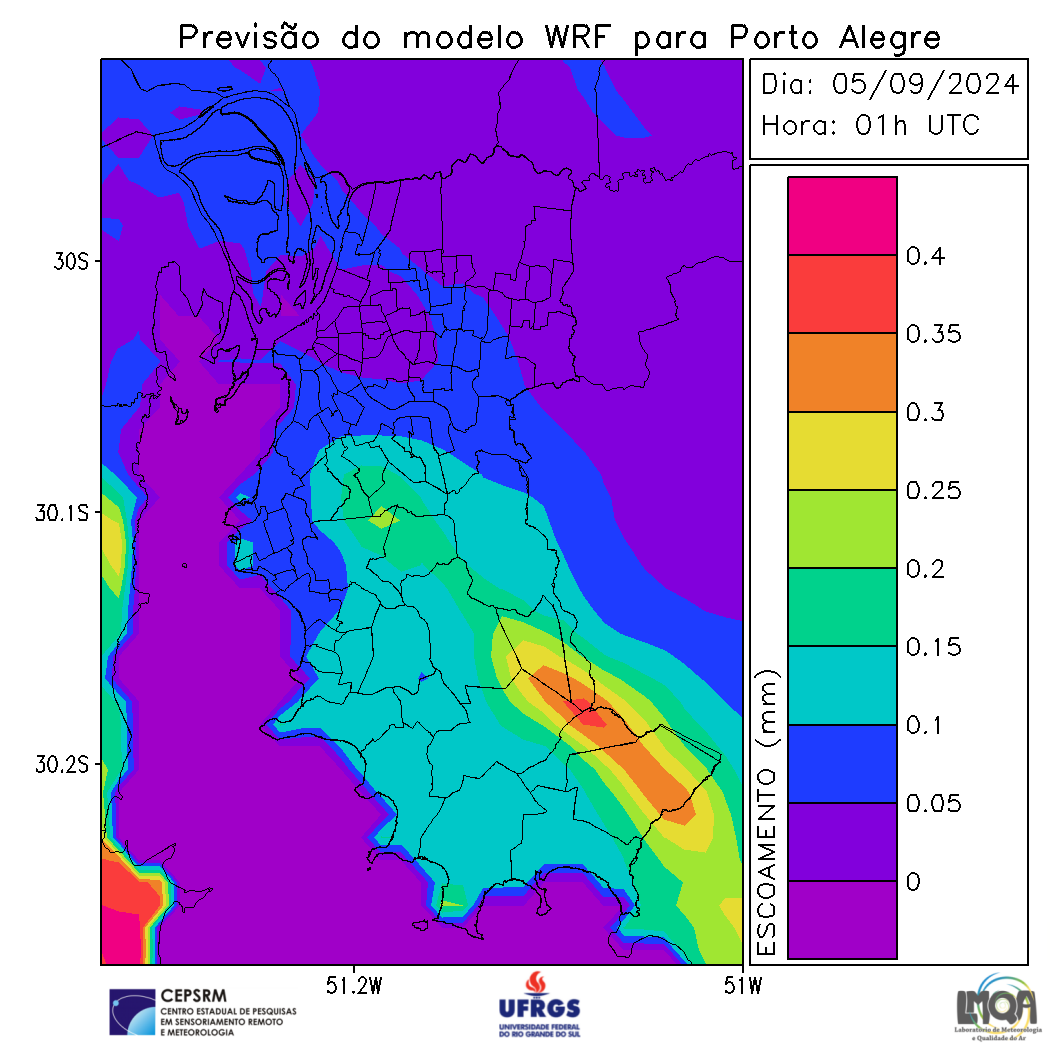 Previsão do modelo WRF para Porto Alegre
Dia: 05/09/2024
Hora: 01h UTC
30S
30.1S
30.2S
51.2W
51W
ESCOAMENTO (mm)
0.4
0.35
0.3
0.25
0.2
0.15
0.1
0.05
0
CEPSRM
CENTRO ESTADUAL DE PESQUISAS
EM SENSORIAMENTO REMOTO
E METEOROLOGIA
UFRGS
UNIVERSIDADE FEDERAL
DO RIO GRANDE DO SUL
LMQA
Laboratório de Meteorologia
e Qualidade do Ar